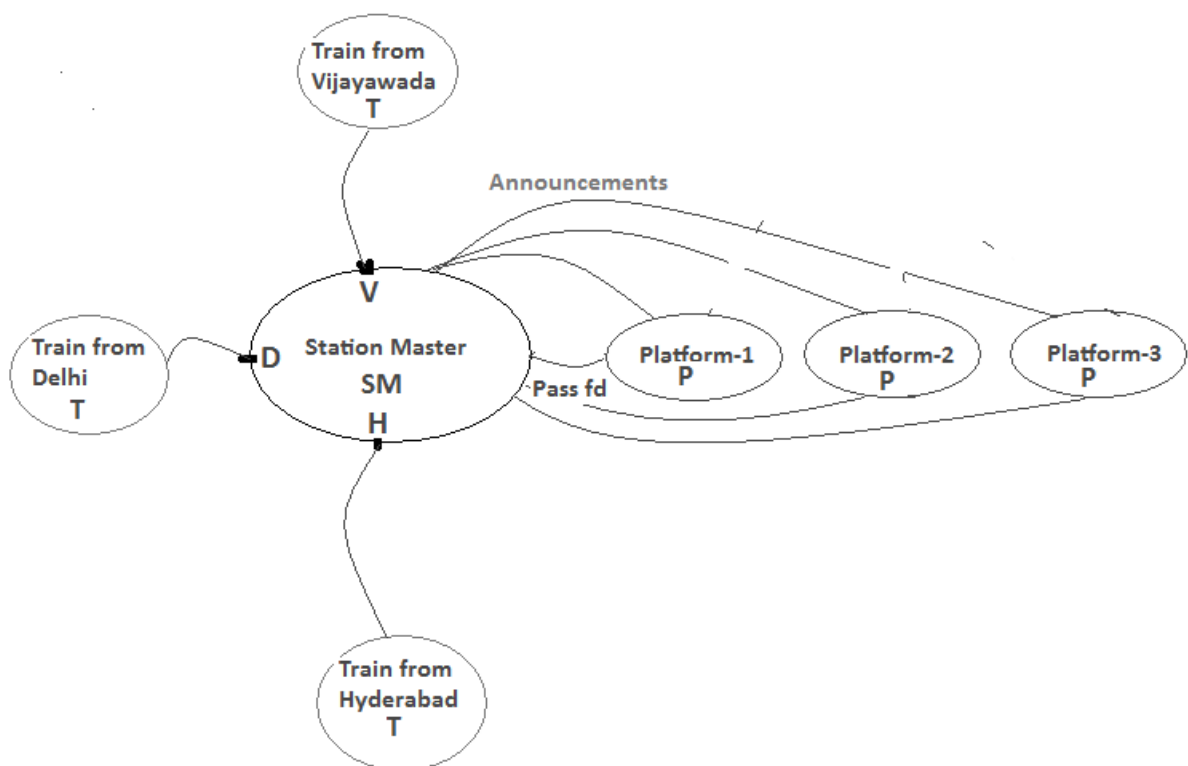 Train from
Vijayawada
T
Announcements
V
Train from
Delhi
T
D
Station Master
SM
H
Pass fd
Platform-1
P
Platform-2
P
Platform-3
P
Train from
Hyderabad
T